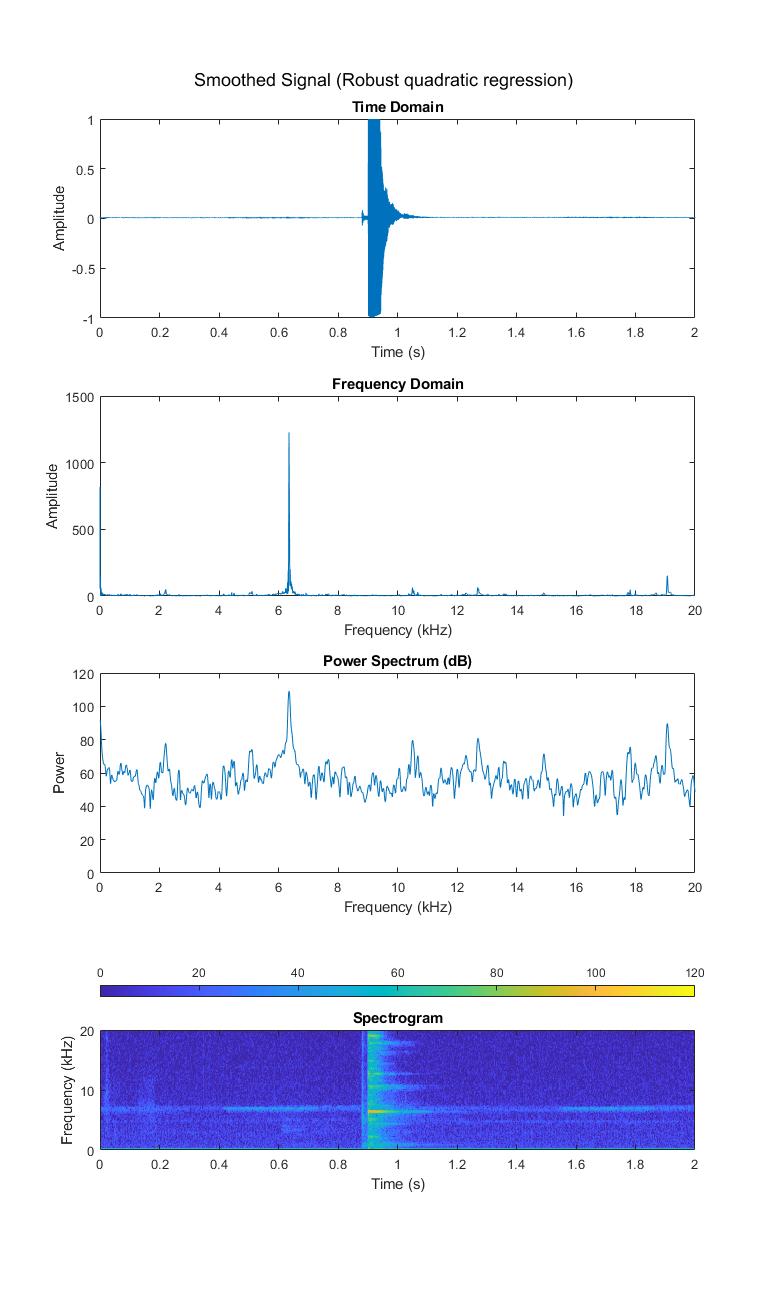 Smoothed Signal (Robust quadratic regression)
Time Domain
1
0.5
0
-0.5
-1
Amplitude
0 0.2 0.4 0.6 0.8 1 1.2 1.4 1.6 1.8 2
Time (s)
Frequency Domain
1500
1000
500
0
Amplitude
0 2 4 6 8 10 12 14 16 18 20
Frequency (kHz)
Power Spectrum (dB)
120
100
80
60
40
20
0
Power
0 2 4 6 8 10 12 14 16 18 20
Frequency (kHz)
0 20 40 60 80 100 120
Spectrogram
20
10
0
Frequency (kHz)
0 0.2 0.4 0.6 0.8 1 1.2 1.4 1.6 1.8 2
Time (s)